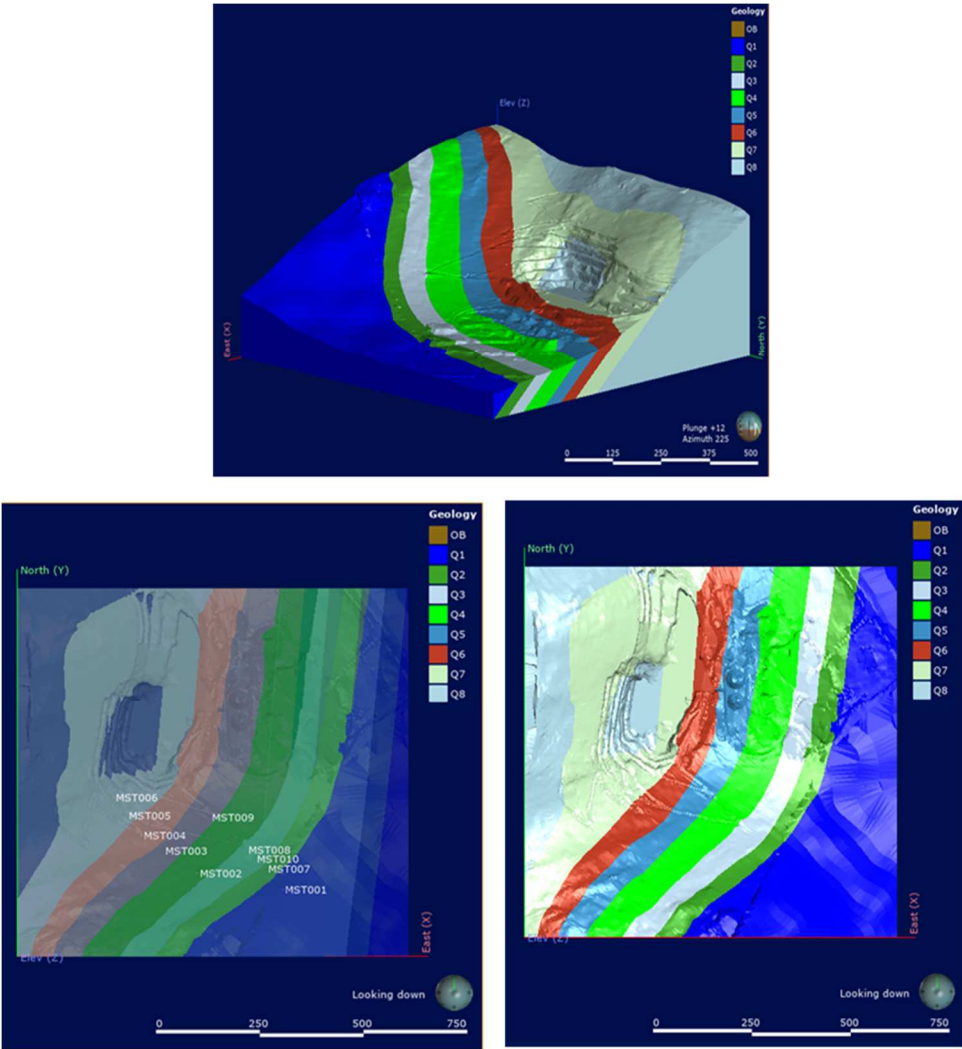 Geology
OB
Q1
Q2
Q3
Q4
Q5
Q6
Q7
Q8
Elev (Z)
East (X)
North (Y)
Plunge +12
Azimuth 225
0 125 250 375 500
Geology
OB
Q1
Q2
Q3
Q4
Q5
Q6
Q7
Q8
North (Y)
MST006
MST005
MST009
MST004
MST003
MST008
MST010
MST007
MST002
MST001
East (X)
Elev (Z)
Looking down
0 250 500 750
Geology
OB
Q1
Q2
Q3
Q4
Q5
Q6
Q7
Q8
North (Y)
East (X)
Elev (Z)
Looking down
0 250 500 750